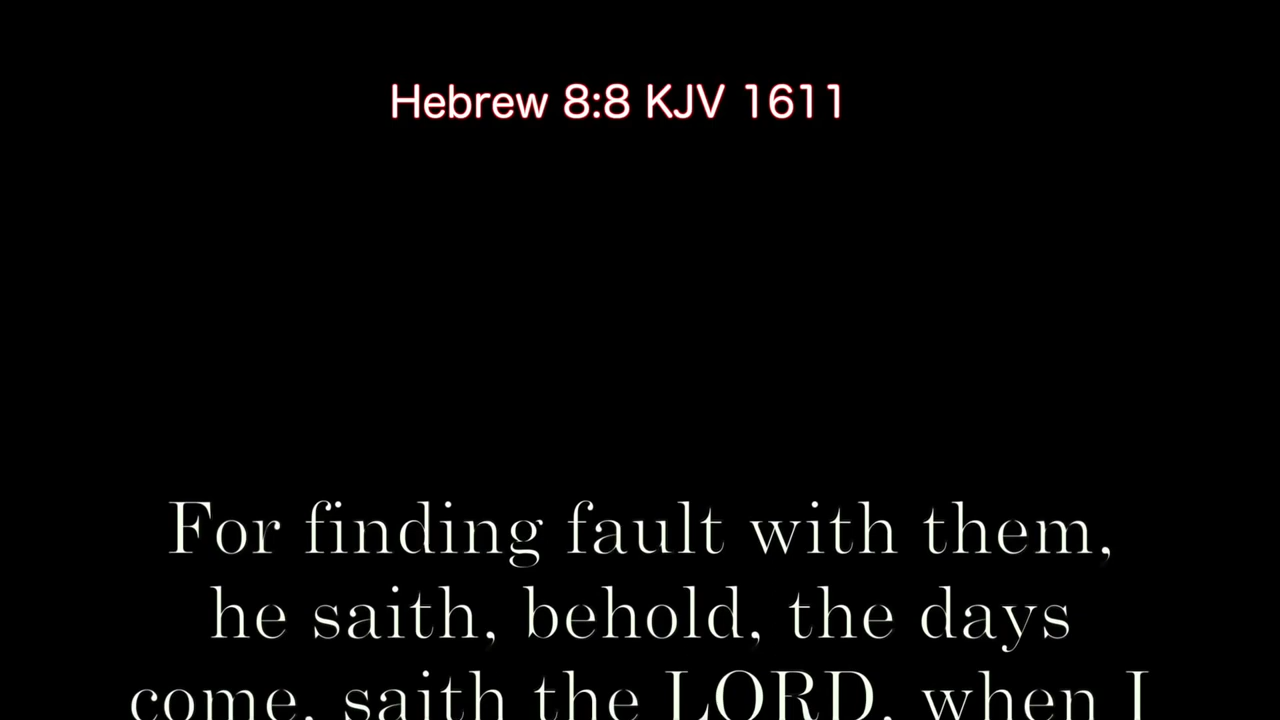 Hebrew 8:8 KJV 1611
For finding fault with them,
he saith, behold, the days
come, saith the LORD, when I